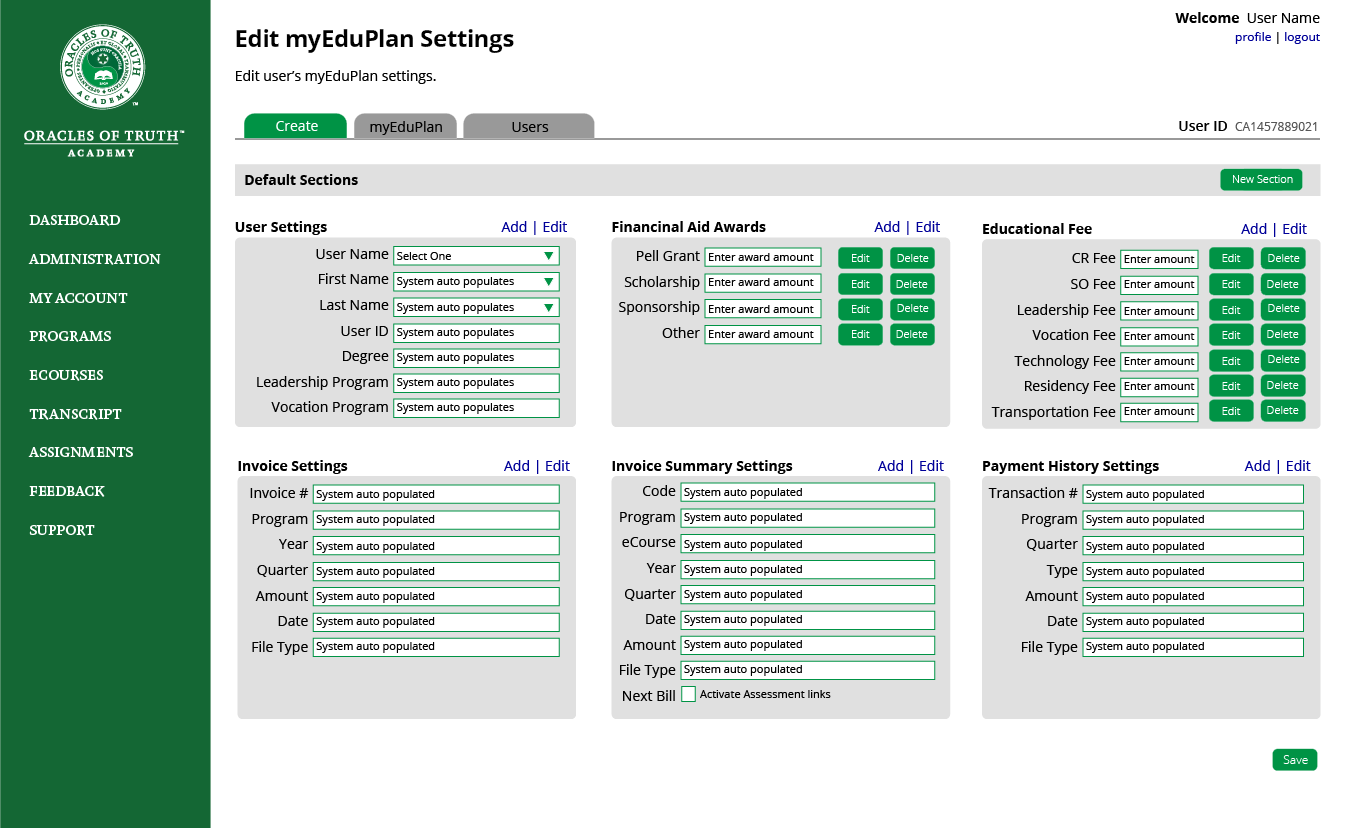 ORACLES OF TRUTH
ACADEMY
ORACLES OF TRUTH™
ACADEMY
DASHBOARD
ADMINISTRATION
MY ACCOUNT
PROGRAMS
ECOURSES
TRANSCRIPT
ASSIGNMENTS
FEEDBACK
SUPPORT
Welcome User Name
profile | logout
Edit myEduPlan Settings
Edit user's myEduPlan settings.
Create myEduPlan Users
User ID CA1457889021
Default Sections New Section
User Settings Add | Edit
User Name Select One
First Name System auto populates
Last Name System auto populates
User ID System auto populates
Degree System auto populates
Leadership Program System auto populates
Vocation Program System auto populates
Financinal Aid Awards Add | Edit
Pell Grant Enter award amount Edit Delete
Scholarship Enter award amount Edit Delete
Sponsorship Enter award amount Edit Delete
Other Enter award amount Edit Delete
Educational Fee Add | Edit
CR Fee Enter amount Edit Delete
SO Fee Enter amount Edit Delete
Leadership Fee Enter amount Edit Delete
Vocation Fee Enter amount Edit Delete
Technology Fee Enter amount Edit Delete
Residency Fee Enter amount Edit Delete
Transportation Fee Enter amount Edit Delete
Invoice Settings Add | Edit
Invoice # System auto populated
Program System auto populated
Year System auto populated
Quarter System auto populated
Amount System auto populated
Date System auto populated
File Type System auto populated
Invoice Summary Settings Add | Edit
Code System auto populated
Program System auto populated
eCourse System auto populated
Year System auto populated
Quarter System auto populated
Date System auto populated
Amount System auto populated
File Type System auto populated
Next Bill Activate Assessment links
Payment History Settings Add | Edit
Transaction # System auto populated
Program System auto populated
Quarter System auto populated
Type System auto populated
Amount System auto populated
Date System auto populated
File Type System auto populated
Save